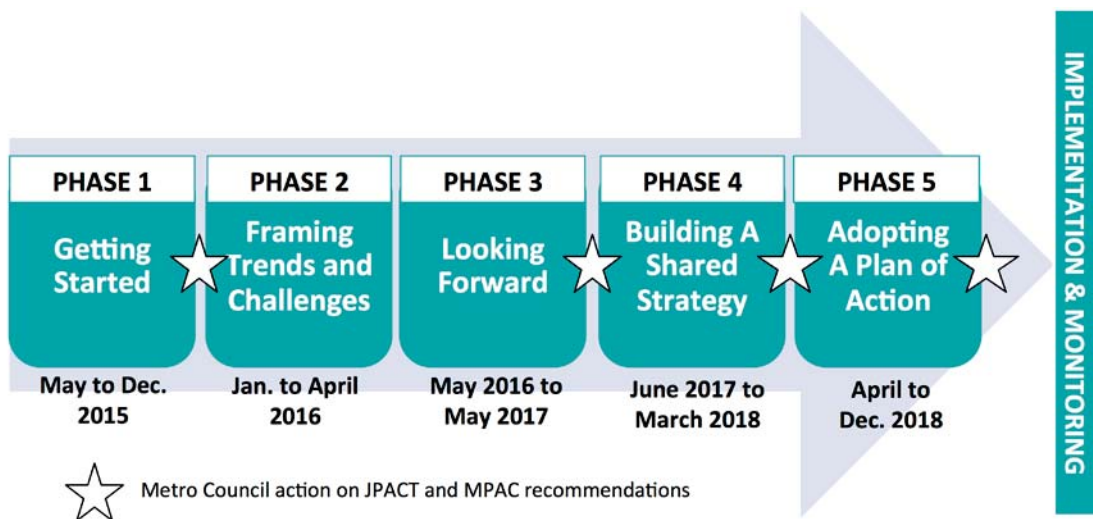 PHASE 1
Getting
Started
May to Dec.
2015
PHASE 2
Framing
Trends and
Challenges
Jan. to April
2016
PHASE 3
Looking
Forward
May 2016 to
May 2017
PHASE 4
Building A
Shared
Strategy
June 2017 to
March 2018
PHASE 5
Adopting
A Plan of
Action
April to
Dec. 2018
IMPLEMENTATION & MONITORING
Metro Council action on JPACT and MPAC recommendations